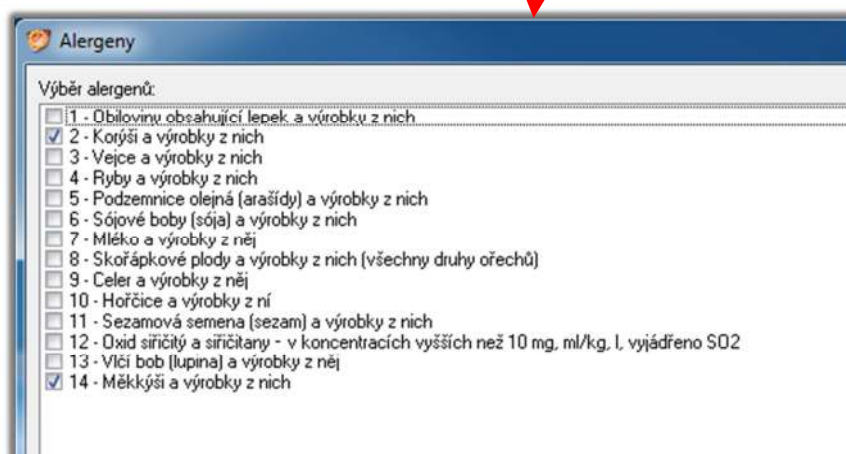 Alergeny
Výběr alergenů:
1 - Obiloviny obsahující lepek a výrobky z nich
2 - Korýši a výrobky z nich
3 - Vejce a výrobky z nich
4 - Ryby a výrobky z nich
5 - Podzemnice olejná (arašídy) a výrobky z nich
6 - Sójové boby (sója) a výrobky z nich
7 - Mléko a výrobky z něj
8 - Skořápkové plody a výrobky z nich (všechny druhy ořechů)
9 - Celer a výrobky z něj
10 - Hořčice a výrobky z ní
11 - Sezamová semena (sezam) a výrobky z nich
12 - Oxid siřičitý a siřičitany - v koncentracích vyšších než 10 mg, ml/kg, l, vyjádřeno SO2
13 - Vlčí bob (lupina) a výrobky z něj
14 - Měkkýši a výrobky z nich